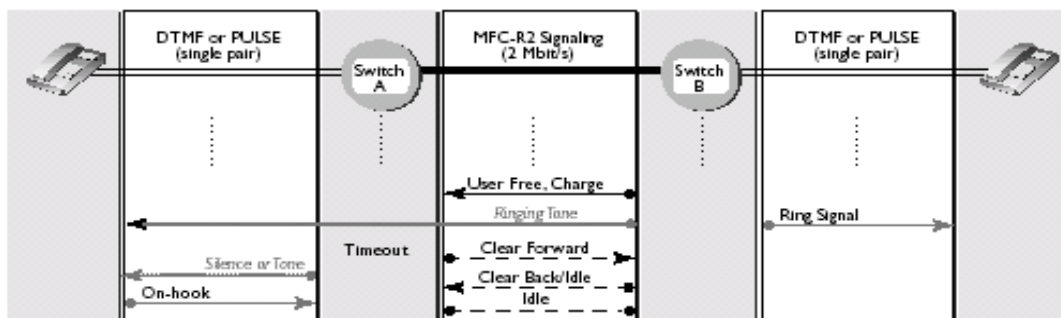 DTMF or PULSE
(single pair)
MFC-R2 Signaling
(2 Mbit/s)
DTMF or PULSE
(single pair)
Switch
A
Switch
B
User Free, Charge
Ringing Tone
Ring Signal
Timeout
Clear Forward
Silence or Tone
Clear Back/Idle
On-hook
Idle